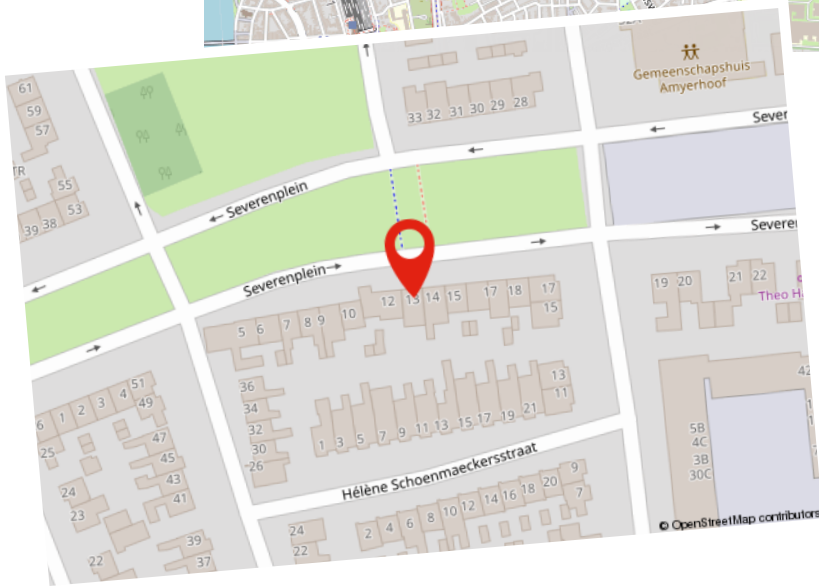 61
59
57
55
53
39 38
TR
33 32 31 30 29 28
Gemeenschapshuis
Amyerhoof
Sever
Severenplein
Severenplein
Severe
5 6 7 8 9 10 12 13 14 15 17 18 17
15
19 20 21 22
Theo H
36
34
32
30
26
13
11
1 3 5 7 9 11 13 15 17 19 21
Hélène Schoenmaeckersstraat
6 1 2 3 4 51
49
25
47
45
43
41
24
23
22
39
37
24
22
2 4 6 8 10 12 14 16 18 20 9
7
42
5B
4C
3B
30C
© OpenStreetMap contributors